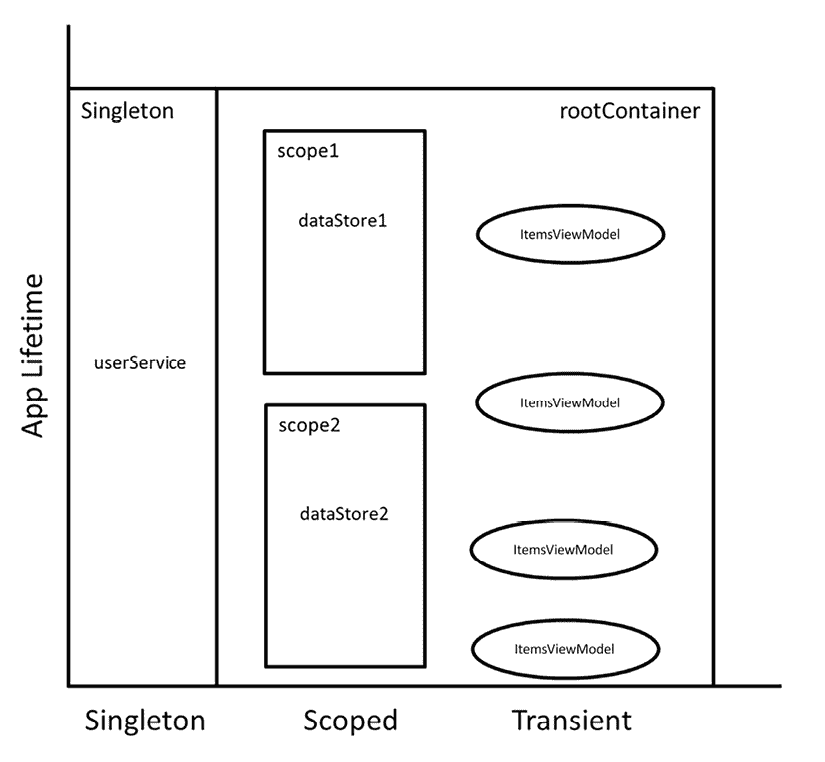 Singleton
rootContainer
scope1
dataStore1
ItemsViewModel
App Lifetime
userService
ItemsViewModel
scope2
dataStore2
ItemsViewModel
ItemsViewModel
Singleton
Scoped
Transient